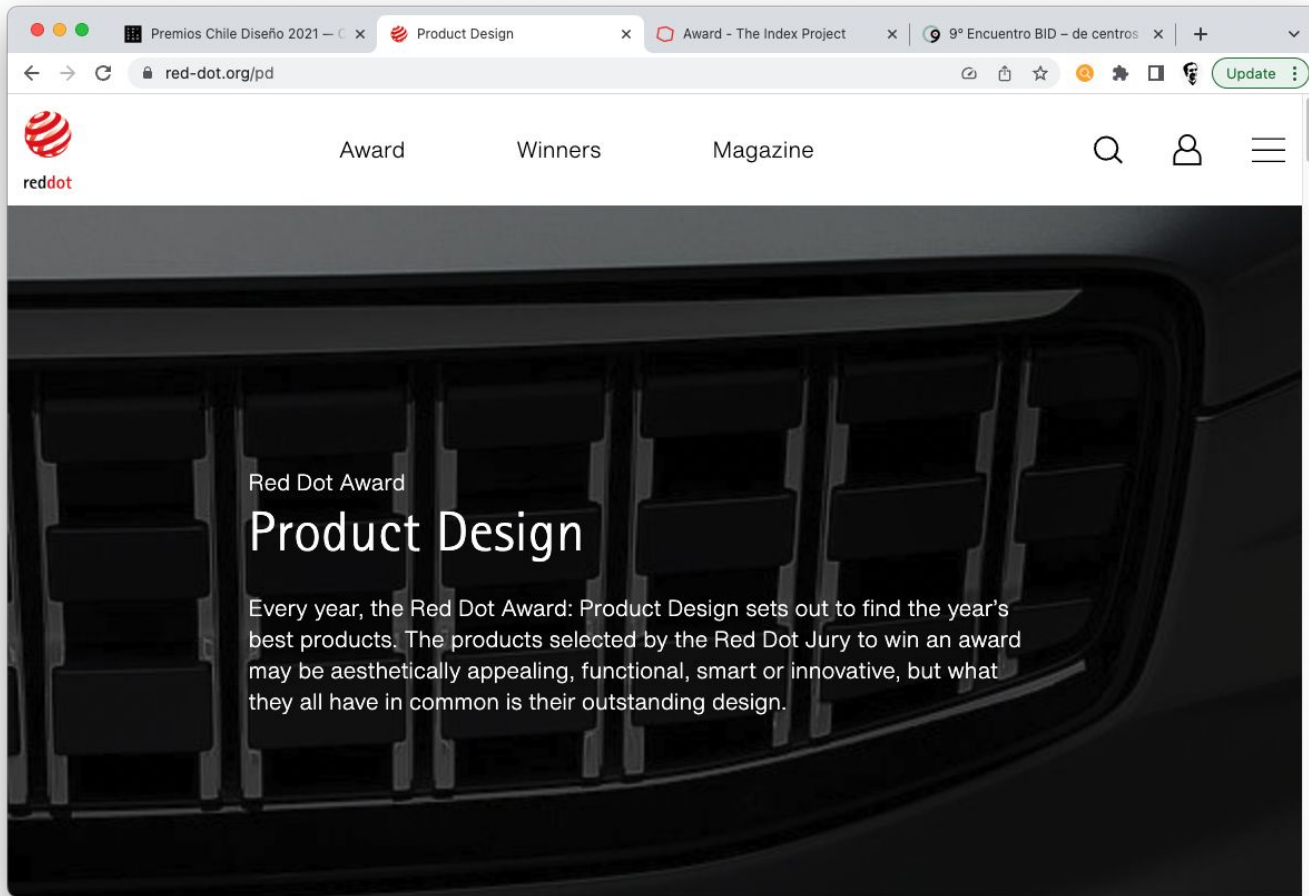 Premios Chile Diseño 2021 — C
Product Design
Award - The Index Project
9º Encuentro BID – de centros
red-dot.org/pd
Update
reddot
Award
Winners
Magazine
Red Dot Award
Product Design
Every year, the Red Dot Award: Product Design sets out to find the year’s
best products. The products selected by the Red Dot Jury to win an award
may be aesthetically appealing, functional, smart or innovative, but what
they all have in common is their outstanding design.